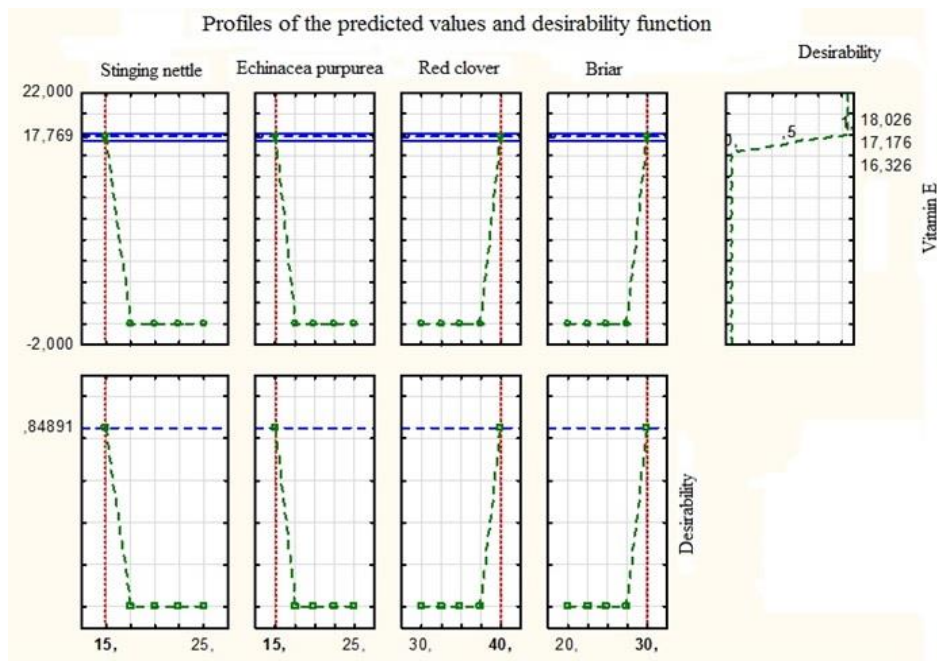 Profiles of the predicted values and desirability function
Stinging nettle Echinacea purpurea Red clover Briar Desirability
22,000
17,769
-2,000
0, ,5
18,026
17,176
16,326
Vitamin E
,84891
Desirability
15, 25, 15, 25, 30, 40, 20, 30,